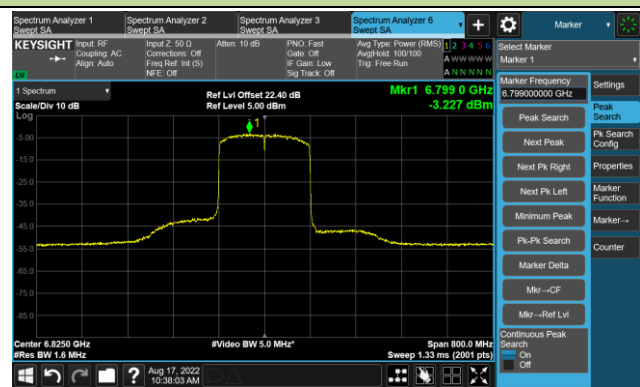 Spectrum Analyzer 1
Swept SA
Spectrum Analyzer 2
Swept SA
Spectrum Analyzer 3
Swept SA
Spectrum Analyzer 6
Swept SA
Marker
KEYSIGHT
Input: RF
Coupling: AC
Align: Auto
Input Z: 50 Ω
Corrections: Off
Freq Ref: Int (S)
NFE: Off
Atten: 10 dB
PNO: Fast
Gate: Off
IF Gain: Low
Sig Track: Off
Avg Type: Power (RMS)
Avg|Hold: 100/100
Trig: Free Run
1 2 3 4 5 6
A W W W W W
A N N N N N
LW
Select Marker
Marker 1
1 Spectrum
Scale/Div 10 dB
Log
Ref Lvl Offset 22.40 dB
Ref Level 5.00 dBm
Mkr1 6.799 0 GHz
-3.227 dBm
1
-5.00
-15.0
-25.0
-35.0
-45.0
-55.0
-65.0
-75.0
-85.0
Center 6.8250 GHz
#Res BW 1.6 MHz
#Video BW 5.0 MHz*
Span 800.0 MHz
Sweep 1.33 ms (2001 pts)
Marker Frequency
6.799000000 GHz
Peak Search
Next Peak
Next Pk Right
Next Pk Left
Minimum Peak
Pk-Pk Search
Marker Delta
Mkr→CF
Mkr→Ref Lvl
Continuous Peak
Search
On
Off
Settings
Peak
Search
Pk Search
Config
Properties
Marker
Function
Marker→
Counter
?
Aug 17, 2022
10:38:03 AM